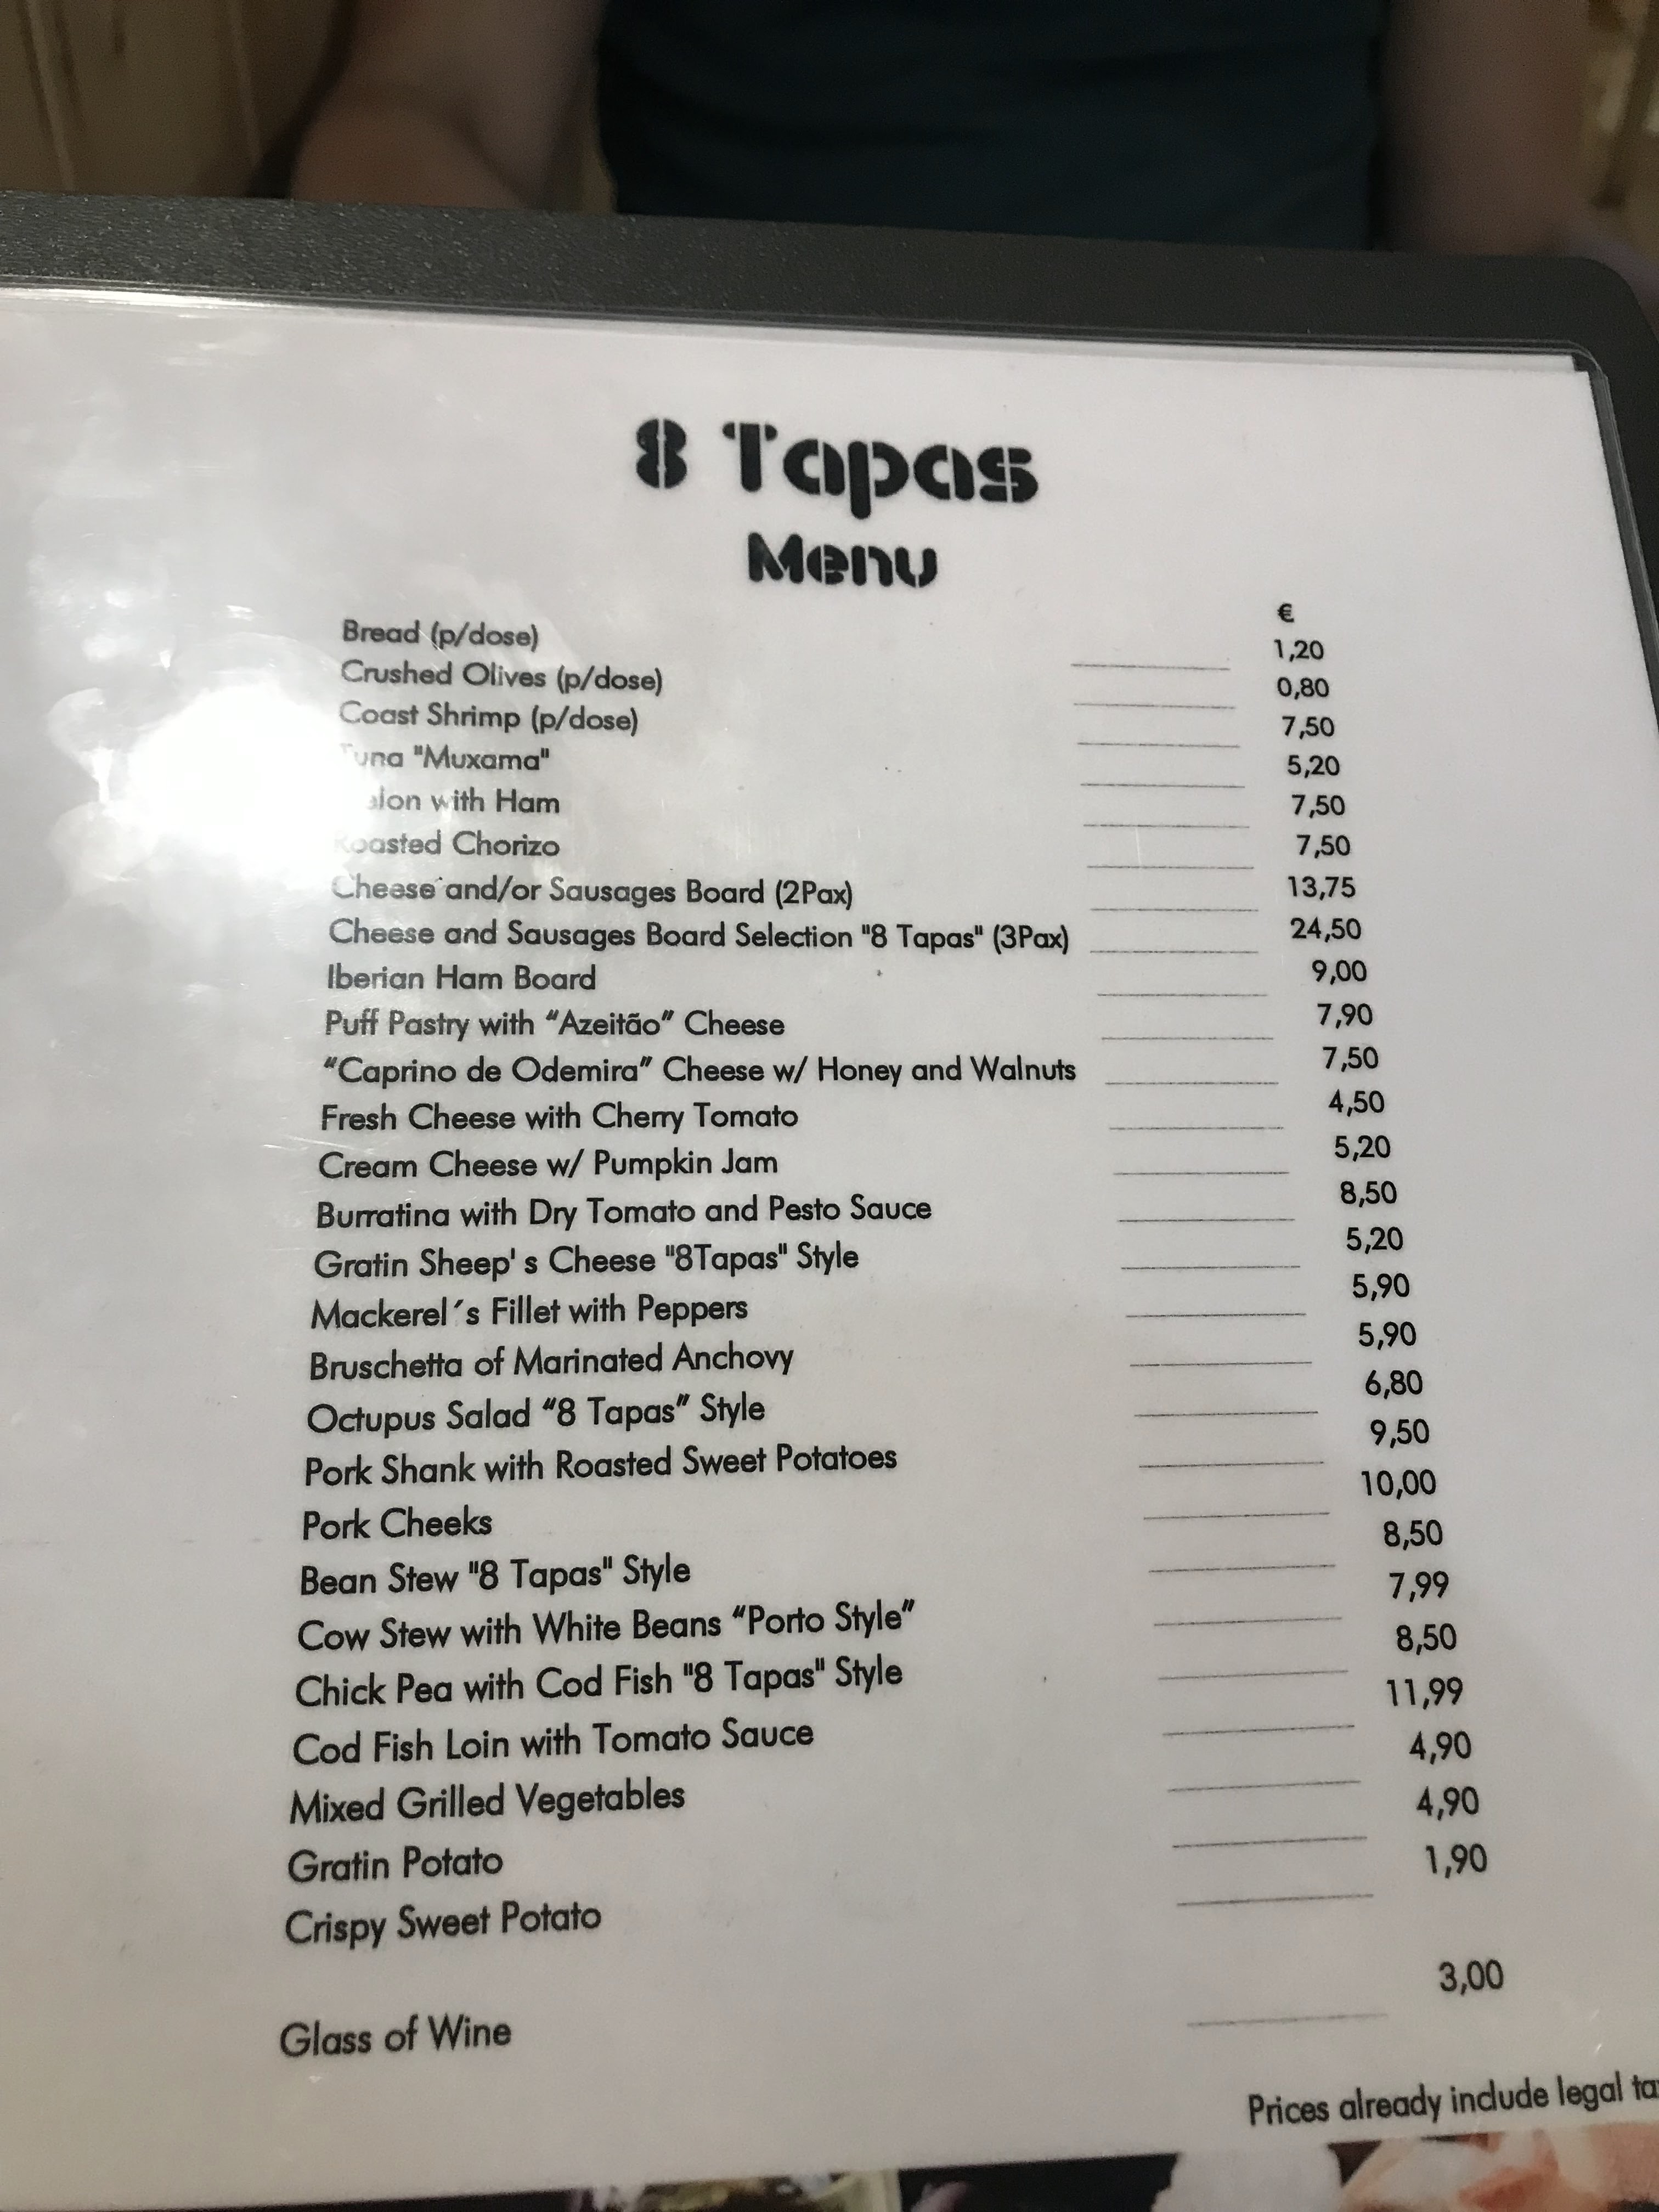 8 Tapas
Menu
€
Bread (p/dose) 1,20
Crushed Olives (p/dose) 0,80
Coast Shrimp (p/dose) 7,50
Tuna "Muxama" 5,20
with Ham 7,50
Roasted Chorizo 7,50
Cheese and/or Sausages Board (2Pax) 13,75
Cheese and Sausages Board Selection "8 Tapas" (3Pax) 24,50
Iberian Ham Board 9,00
Puff Pastry with “Azeitão” Cheese 7,90
“Caprino de Odemira” Cheese w/ Honey and Walnuts 7,50
Fresh Cheese with Cherry Tomato 4,50
Cream Cheese w/ Pumpkin Jam 5,20
Burratina with Dry Tomato and Pesto Sauce 8,50
Gratin Sheep' s Cheese "8Tapas" Style 5,20
Mackerel´s Fillet with Peppers 5,90
Bruschetta of Marinated Anchovy 5,90
Octupus Salad “8 Tapas” Style 6,80
Pork Shank with Roasted Sweet Potatoes 9,50
Pork Cheeks 10,00
Bean Stew "8 Tapas" Style 8,50
Cow Stew with White Beans “Porto Style” 7,99
Chick Pea with Cod Fish "8 Tapas" Style 8,50
Cod Fish Loin with Tomato Sauce 11,99
Mixed Grilled Vegetables 4,90
Gratin Potato 4,90
Crispy Sweet Potato 1,90
Glass of Wine 3,00
Prices already include legal